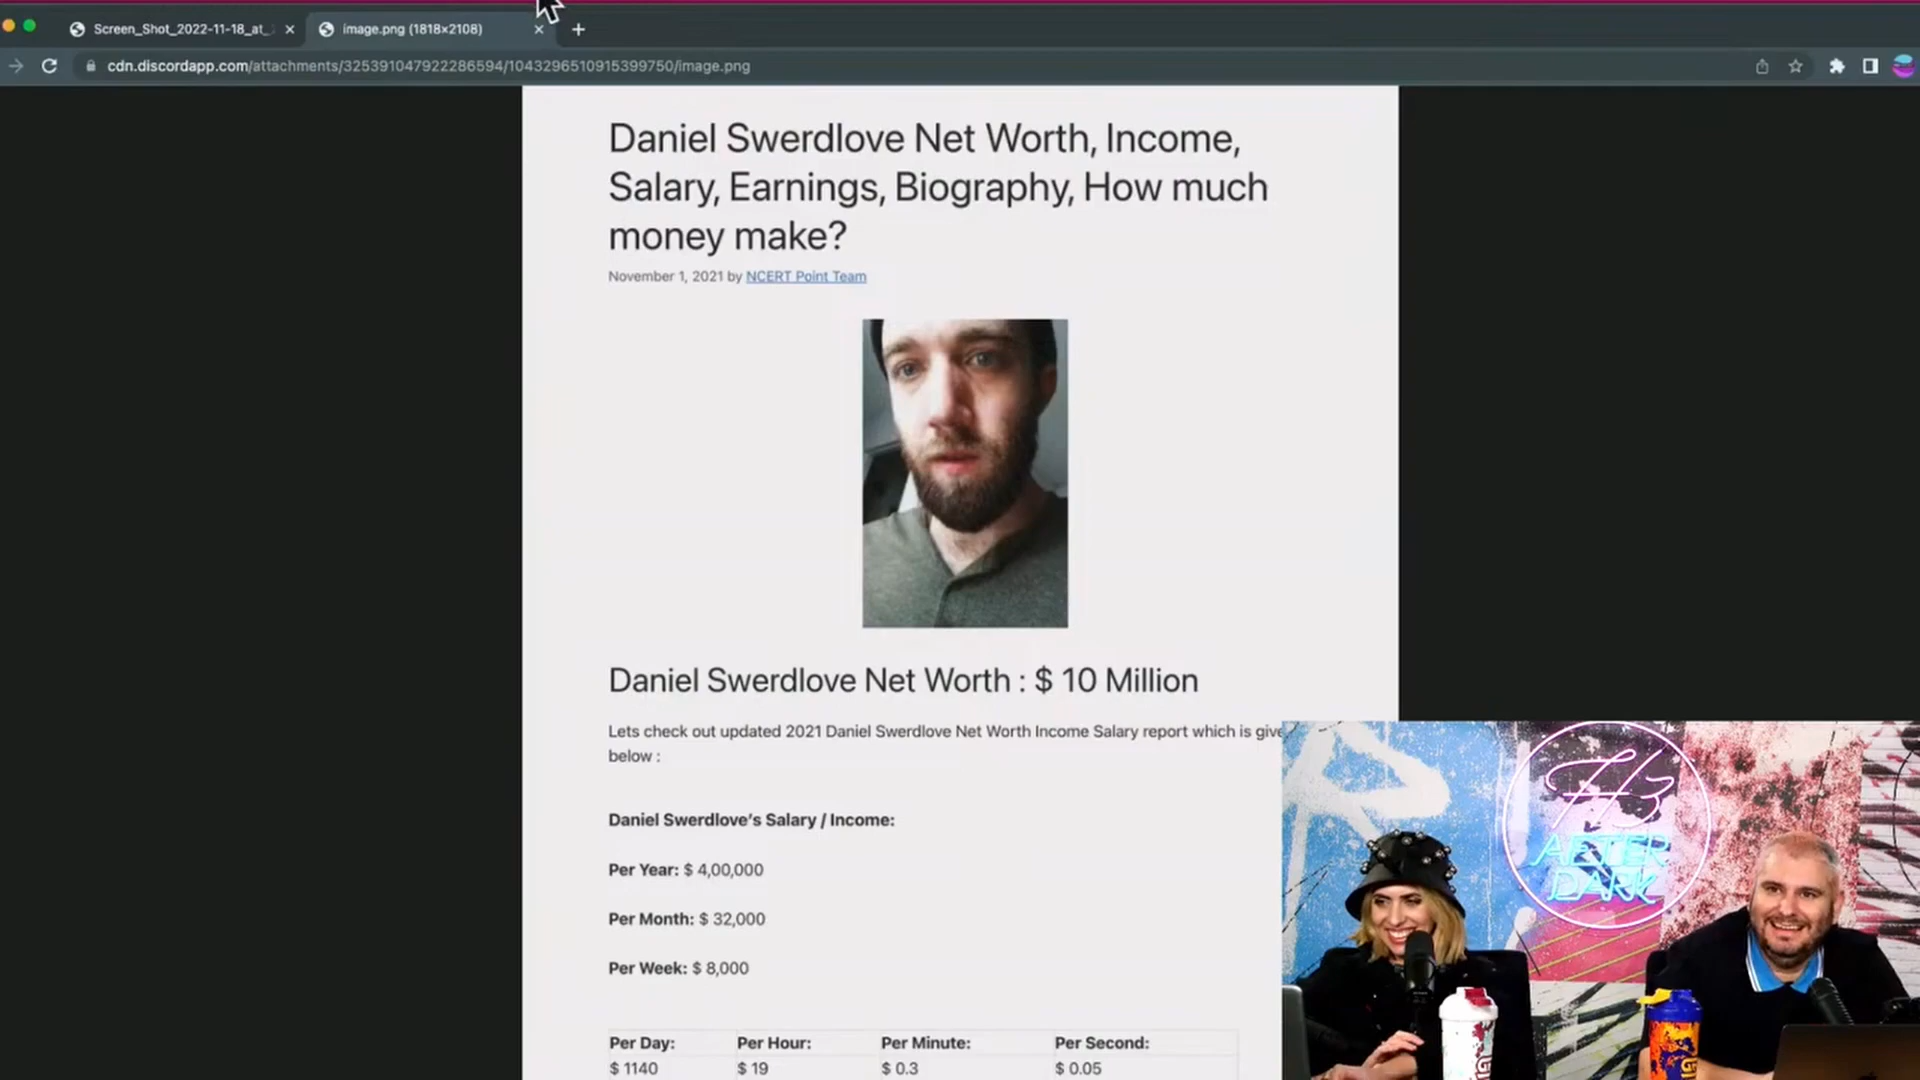 Screen_Shot_2022-11-18_at_
image.png (1818×2108)
cdn.discordapp.com/attachments/325391047922286594/1043296510915399750/image.png
Daniel Swerdlove Net Worth, Income,
Salary, Earnings, Biography, How much
money make?
November 1, 2021 by NCERT Point Team
Daniel Swerdlove Net Worth : $ 10 Million
Lets check out updated 2021 Daniel Swerdlove Net Worth Income Salary report which is give
below :
Daniel Swerdlove's Salary / Income:
Per Year: $ 4,00,000
Per Month: $ 32,000
Per Week: $ 8,000
Per Day: Per Hour: Per Minute: Per Second:
$ 1140 $ 19 $ 0.3 $ 0.05
H3
AFTER
DARK